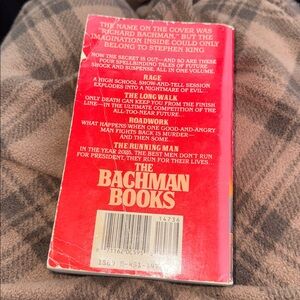 THE NAME ON THE COVER WAS
"RICHARD BACHMAN." BUT THE
IMAGINATION INSIDE COULD ONLY
BELONG TO STEPHEN KING
NOW THE SECRET IS OUT—AND SO ARE THESE
FOUR SPELLBINDING TALES OF FUTURE
SHOCK AND SUSPENSE. ALL IN ONE VOLUME.
RAGE
A HIGH SCHOOL SHOW-AND-TELL SESSION
EXPLODES INTO A NIGHTMARE OF EVIL.
THE LONG WALK
ONLY DEATH CAN KEEP YOU FROM THE FINISH
LINE—IN THE ULTIMATE COMPETITION OF THE
ALL-TOO-NEAR FUTURE.
ROADWORK
WHAT HAPPENS WHEN ONE GOOD-AND-ANGRY
MAN FIGHTS BACK IS MURDER—
AND THEN SOME.
THE RUNNING MAN
IN THE YEAR 2025, THE BEST MEN DON'T RUN
FOR PRESIDENT, THEY RUN FOR THEIR LIVES.
THE
BACHMAN
BOOKS
14736